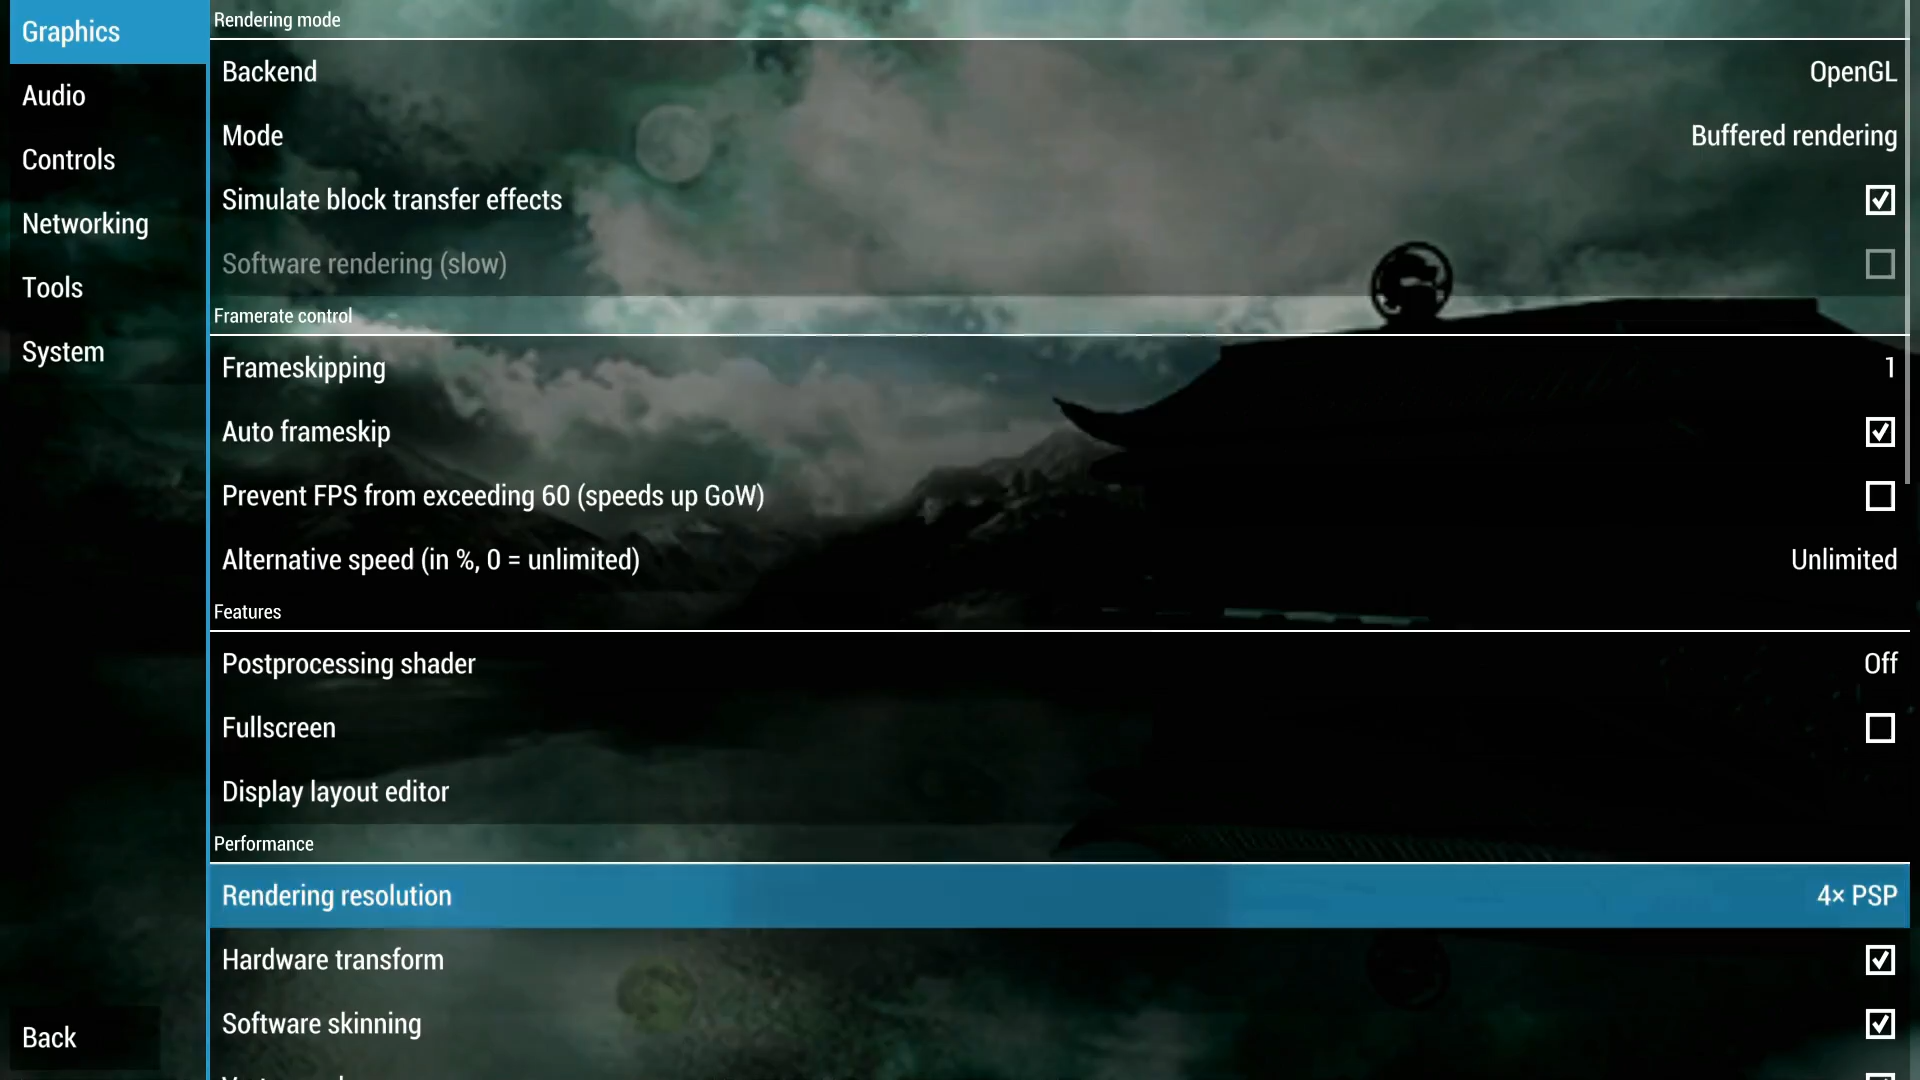 Graphics
Audio
Controls
Networking
Tools
System
Back
Rendering mode
Backend OpenGL
Mode Buffered rendering
Simulate block transfer effects
Software rendering (slow)
Framerate control
Frameskipping 1
Auto frameskip
Prevent FPS from exceeding 60 (speeds up GoW)
Alternative speed (in %, 0 = unlimited) Unlimited
Features
Postprocessing shader Off
Fullscreen
Display layout editor
Performance
Rendering resolution 4× PSP
Hardware transform
Software skinning